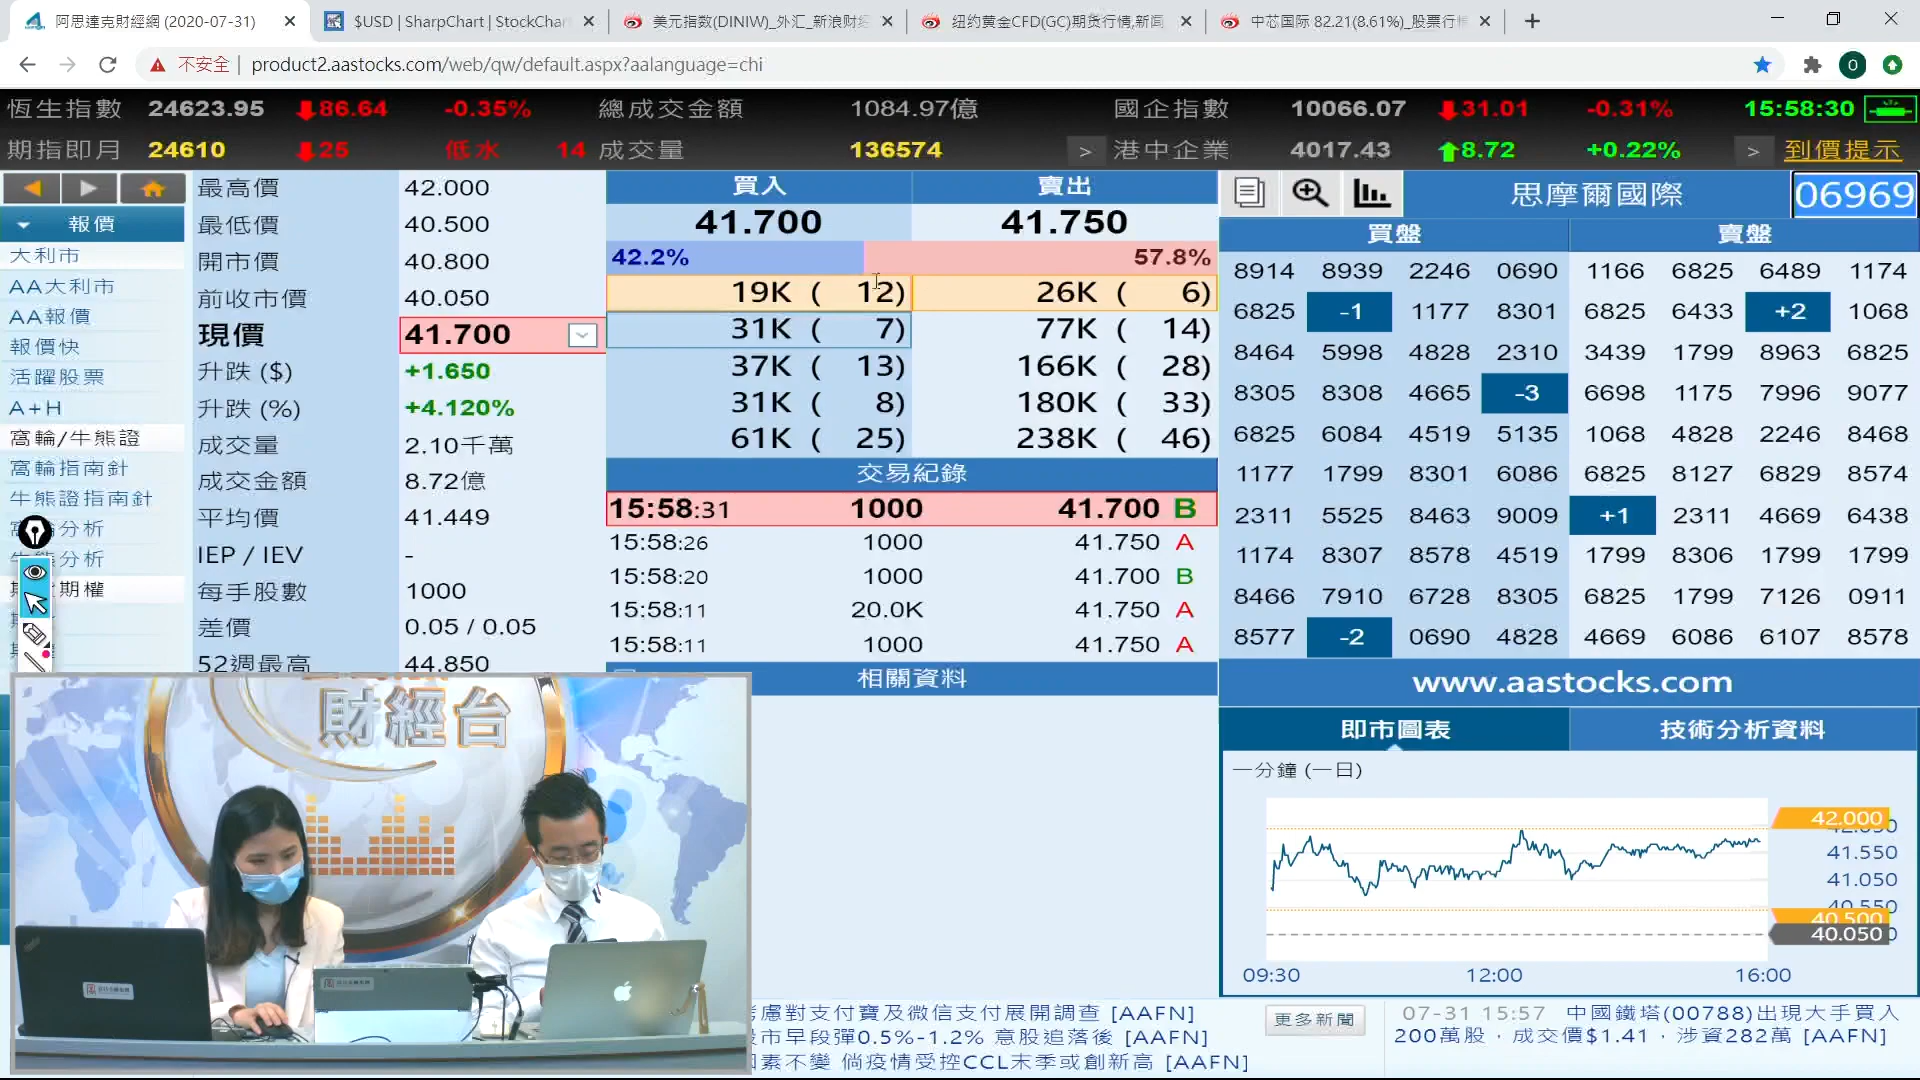 阿思達克財經網 (2020-07-31)
$USD | SharpChart | StockChar
美元指数(DINIW)_外汇_新浪财经
纽约黄金CFD(GC)期货行情,新闻
中芯国际 82.21(8.61%)_股票行情
不安全 | product2.aastocks.com/web/qw/default.aspx?aalanguage=chi
恆生指數 24623.95 86.64 -0.35% 總成交金額 1084.97億 國企指數 10066.07 31.01 -0.31% 15:58:30
期指即月 24610 25 低水 14 成交量 136574 > 港中企業 4017.43 8.72 +0.22% > 到價提示
報價
大利市
AA大利市
AA報價
報價快
活躍股票
A+H
窩輪/牛熊證
窩輪指南針
牛熊證指南針
分析
分析
期權
最高價 42.000
最低價 40.500
開市價 40.800
前收市價 40.050
現價 41.700
升跌 ($) +1.650
升跌 (%) +4.120%
成交量 2.10千萬
成交金額 8.72億
平均價 41.449
IEP / IEV -
每手股數 1000
差價 0.05 / 0.05
52週最高 44.850
買入 賣出
41.700 41.750
42.2% 57.8%
19K ( 12) 26K ( 6)
31K ( 7) 77K ( 14)
37K ( 13) 166K ( 28)
31K ( 8) 180K ( 33)
61K ( 25) 238K ( 46)
交易紀錄
15:58:31 1000 41.700 B
15:58:26 1000 41.750 A
15:58:20 1000 41.700 B
15:58:11 20.0K 41.750 A
15:58:11 1000 41.750 A
相關資料
思摩爾國際 06969
買盤 賣盤
8914 8939 2246 0690 1166 6825 6489 1174
6825 -1 1177 8301 6825 6433 +2 1068
8464 5998 4828 2310 3439 1799 8963 6825
8305 8308 4665 -3 6698 1175 7996 9077
6825 6084 4519 5135 1068 4828 2246 8468
1177 1799 8301 6086 6825 8127 6829 8574
2311 5525 8463 9009 +1 2311 4669 6438
1174 8307 8578 4519 1799 8306 1799 1799
8466 7910 6728 8305 6825 1799 7126 0911
8577 -2 0690 4828 4669 6086 6107 8578
www.aastocks.com
即市圖表 技術分析資料
一分鐘 (一日)
42.000
41.550
41.050
40.550
40.500
40.050
09:30 12:00 16:00
財經台
慮對支付寶及微信支付展開調查 [AAFN]
股市早段彈0.5%-1.2% 意股追落後 [AAFN]
因素不變 倘疫情受控CCL末季或創新高 [AAFN]
更多新聞
07-31 15:57 中國鐵塔(00788)出現大手買入
200萬股，成交價$1.41，涉資282萬 [AAFN]